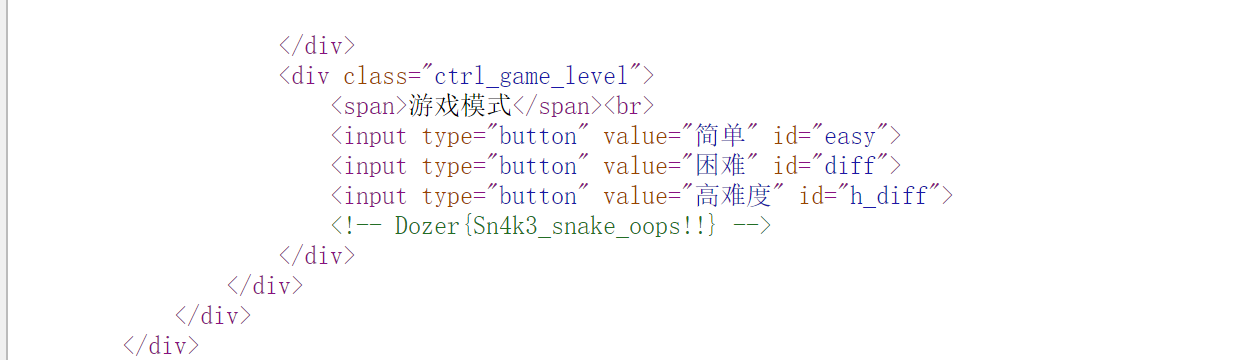 </div>
<div class="ctrl_game_level">
<span>游戏模式</span><br>
<input type="button" value="简单" id="easy">
<input type="button" value="困难" id="diff">
<input type="button" value="高难度" id="h_diff">
<!-- Dozer{Sn4k3_snake_oops!!} -->
</div>
</div>
</div>
</div>